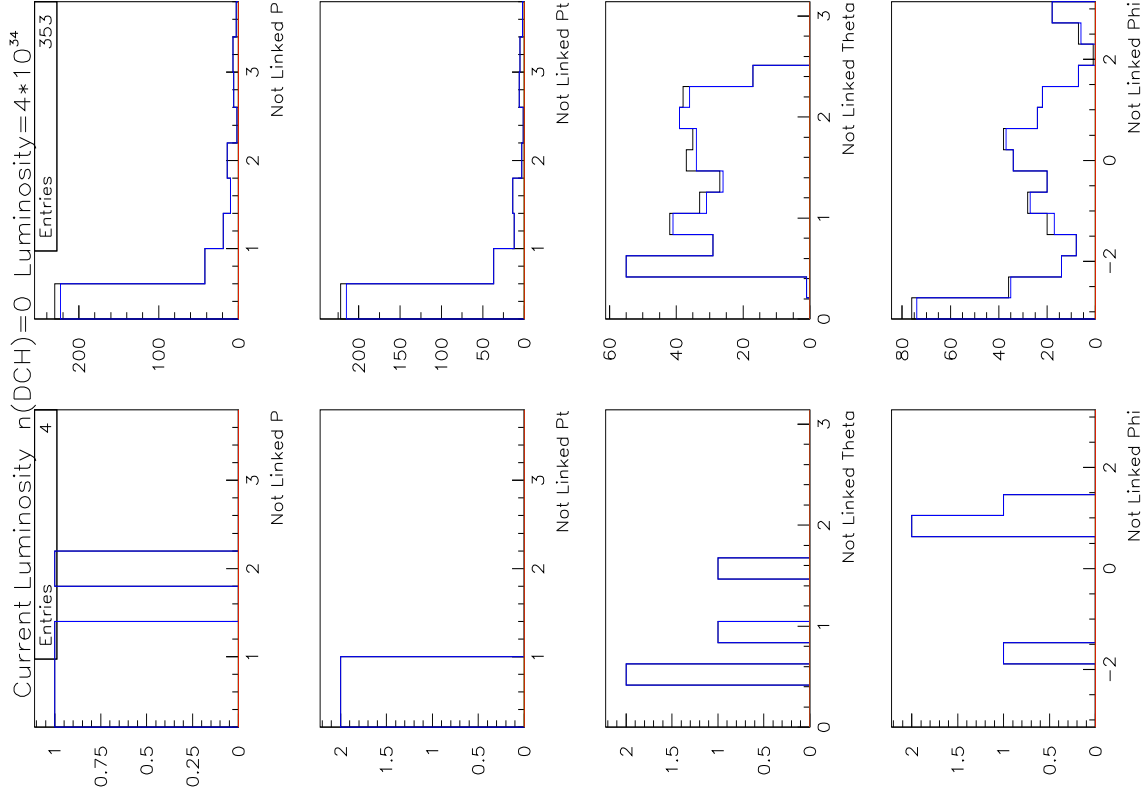 Current Luminosity n(DCH)=0 Luminosity=4*10³⁴
Entries 4
1
0.75
0.5
0.25
0
1 2 3
Not Linked P
Entries 353
200
100
0
0 1 2 3
Not Linked P
2
1.5
1
0.5
0
1 2 3
Not Linked Pt
200
150
100
50
0
1 2 3
Not Linked Pt
2
1.5
1
0.5
0
0 1 2 3
Not Linked Theta
60
40
20
0
0 1 2 3
Not Linked Theta
2
1.5
1
0.5
0
−2 0 2
Not Linked Phi
80
60
40
20
0
−2 0 2
Not Linked Phi